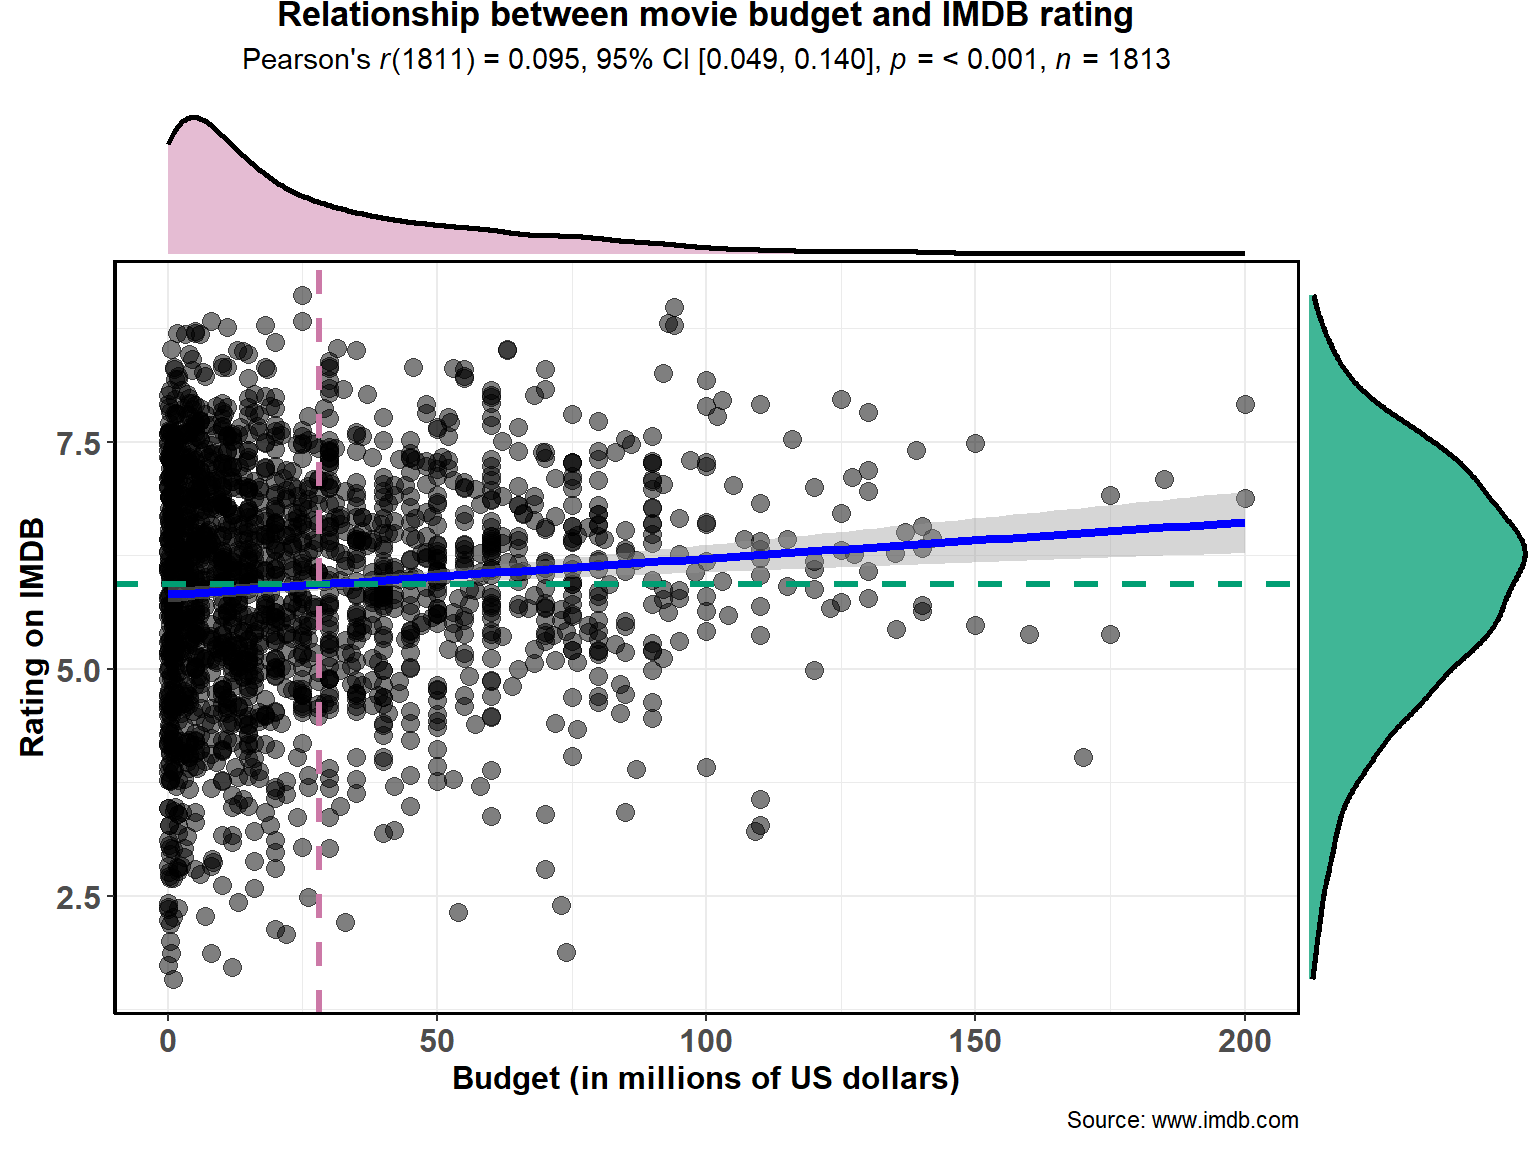 Relationship between movie budget and IMDB rating
Pearson's r(1811) = 0.095, 95% CI [0.049, 0.140], p = < 0.001, n = 1813
Rating on IMDB
7.5
5.0
2.5
0 50 100 150 200
Budget (in millions of US dollars)
Source: www.imdb.com